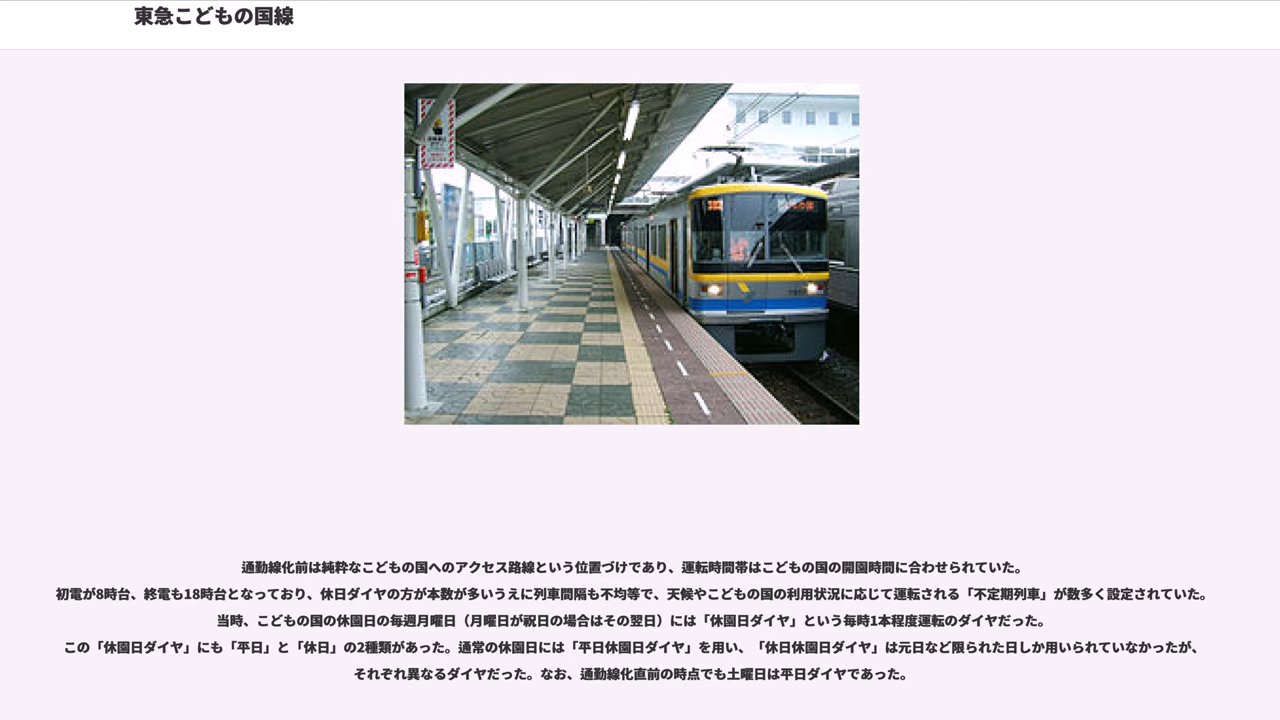 東急こどもの国線
通勤線化前は純粋なこどもの国へのアクセス路線という位置づけであり、運転時間帯はこどもの国の開園時間に合わせられていた。
初電が8時台、終電も18時台となっており、休日ダイヤの方が本数が多いうえに列車間隔も不均等で、天候やこどもの国の利用状況に応じて運転される「不定期列車」が数多く設定されていた。
当時、こどもの国の休園日の毎週月曜日（月曜日が祝日の場合はその翌日）には「休園日ダイヤ」という毎時1本程度運転のダイヤだった。
この「休園日ダイヤ」にも「平日」と「休日」の2種類があった。通常の休園日には「平日休園日ダイヤ」を用い、「休日休園日ダイヤ」は元日など限られた日しか用いられていなかったが、
それぞれ異なるダイヤだった。なお、通勤線化直前の時点でも土曜日は平日ダイヤであった。